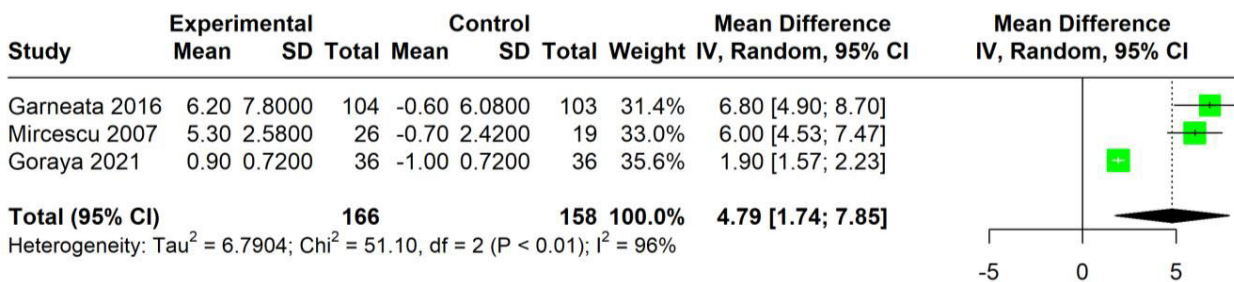 Experimental Control Mean Difference Mean Difference
Study Mean SD Total Mean SD Total Weight IV, Random, 95% CI IV, Random, 95% CI
Garneata 2016 6.20 7.8000 104 -0.60 6.0800 103 31.4% 6.80 [4.90; 8.70]
Mircescu 2007 5.30 2.5800 26 -0.70 2.4200 19 33.0% 6.00 [4.53; 7.47]
Goraya 2021 0.90 0.7200 36 -1.00 0.7200 36 35.6% 1.90 [1.57; 2.23]
Total (95% CI) 166 158 100.0% 4.79 [1.74; 7.85]
Heterogeneity: Tau² = 6.7904; Chi² = 51.10, df = 2 (P < 0.01); I² = 96%
-5 0 5